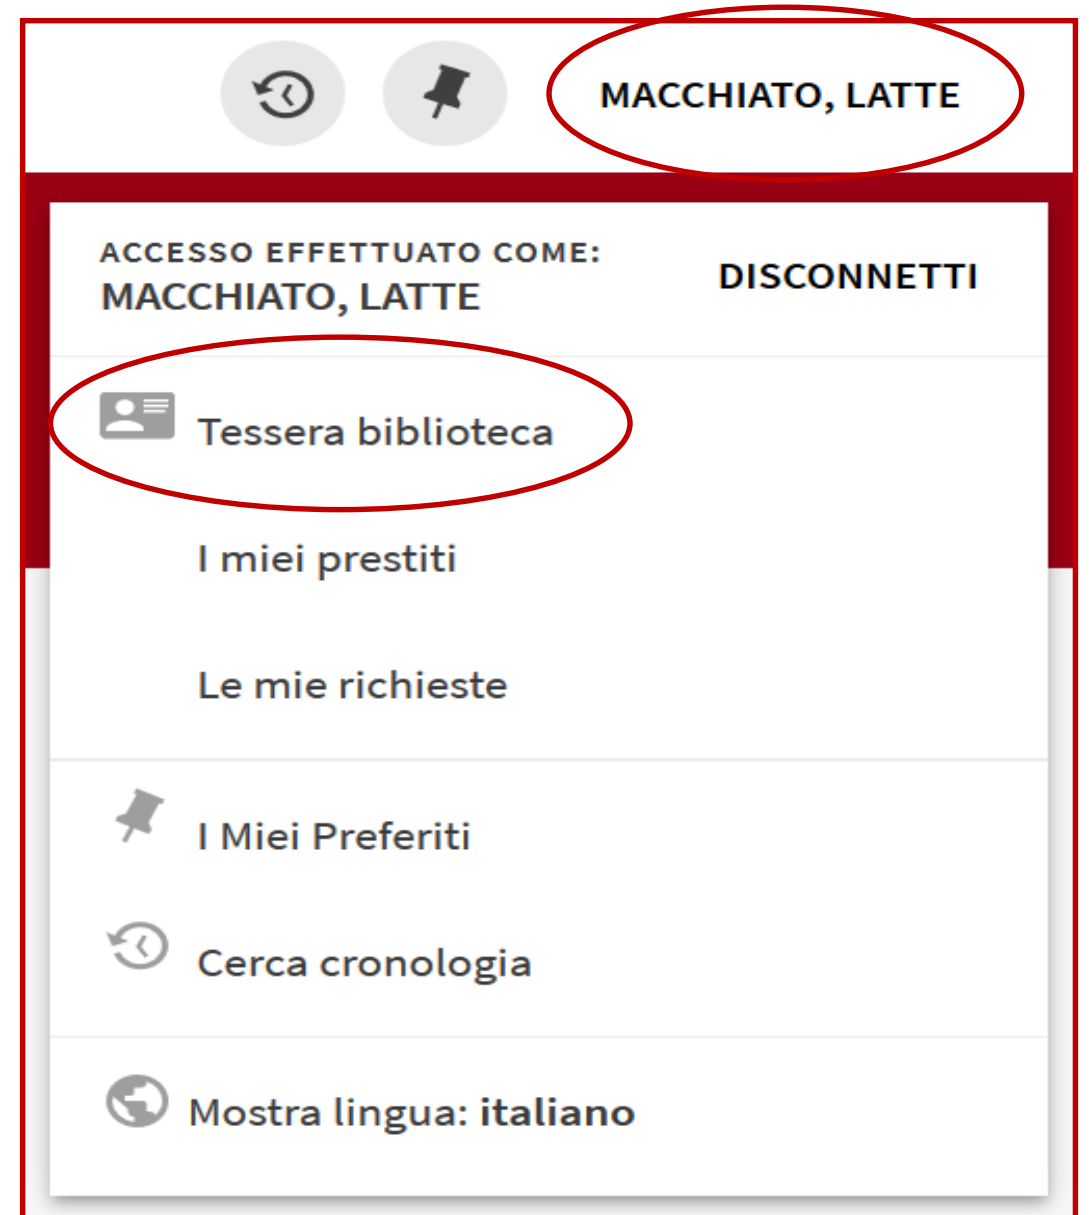 MACCHIATO, LATTE
ACCESSO EFFETTUATO COME:
MACCHIATO, LATTE
DISCONNETTI
Tessera biblioteca
I miei prestiti
Le mie richieste
I Miei Preferiti
Cerca cronologia
Mostra lingua: italiano